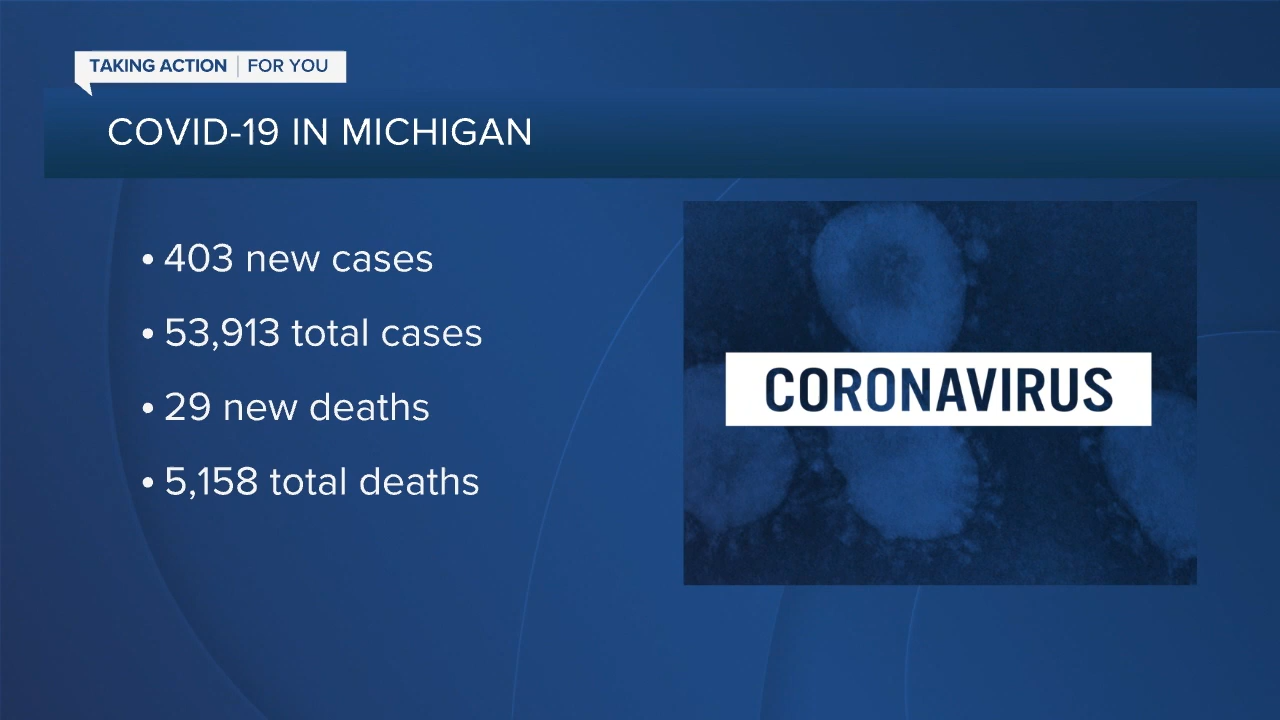 TAKING ACTION | FOR YOU
COVID-19 IN MICHIGAN
• 403 new cases
• 53,913 total cases
• 29 new deaths
• 5,158 total deaths
CORONAVIRUS